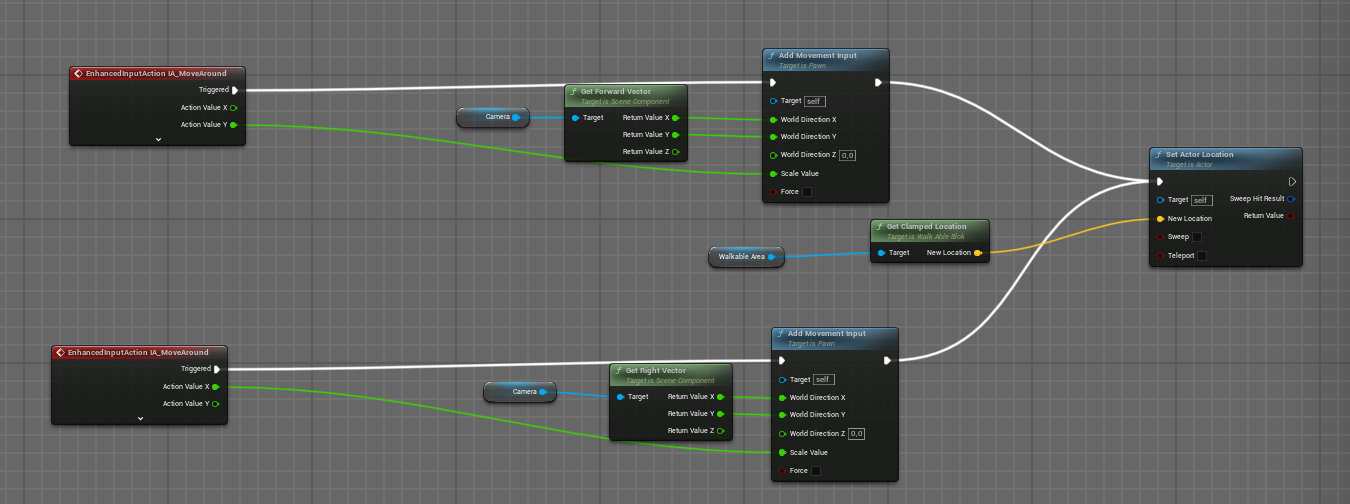 EnhancedInputAction IA_MoveAround
Triggered
Action Value X
Action Value Y
Camera
Get Forward Vector
Target is Scene Component
Target
Return Value X
Return Value Y
Return Value Z
Add Movement Input
Target is Pawn
Target self
World Direction X
World Direction Y
World Direction Z 0,0
Scale Value
Force
Set Actor Location
Target is Actor
Target self
Sweep Hit Result
New Location
Return Value
Sweep
Teleport
Walkable Area
Get Clamped Location
Target is Walk Able Blok
Target
New Location
EnhancedInputAction IA_MoveAround
Triggered
Action Value X
Action Value Y
Camera
Get Right Vector
Target is Scene Component
Target
Return Value X
Return Value Y
Return Value Z
Add Movement Input
Target is Pawn
Target self
World Direction X
World Direction Y
World Direction Z 0,0
Scale Value
Force